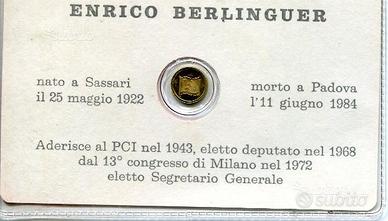 ENRICO BERLINGUER
nato a Sassari
il 25 maggio 1922
morto a Padova
l'11 giugno 1984
Aderisce al PCI nel 1943, eletto deputato nel 1968
dal 13° congresso di Milano nel 1972
eletto Segretario Generale
subito